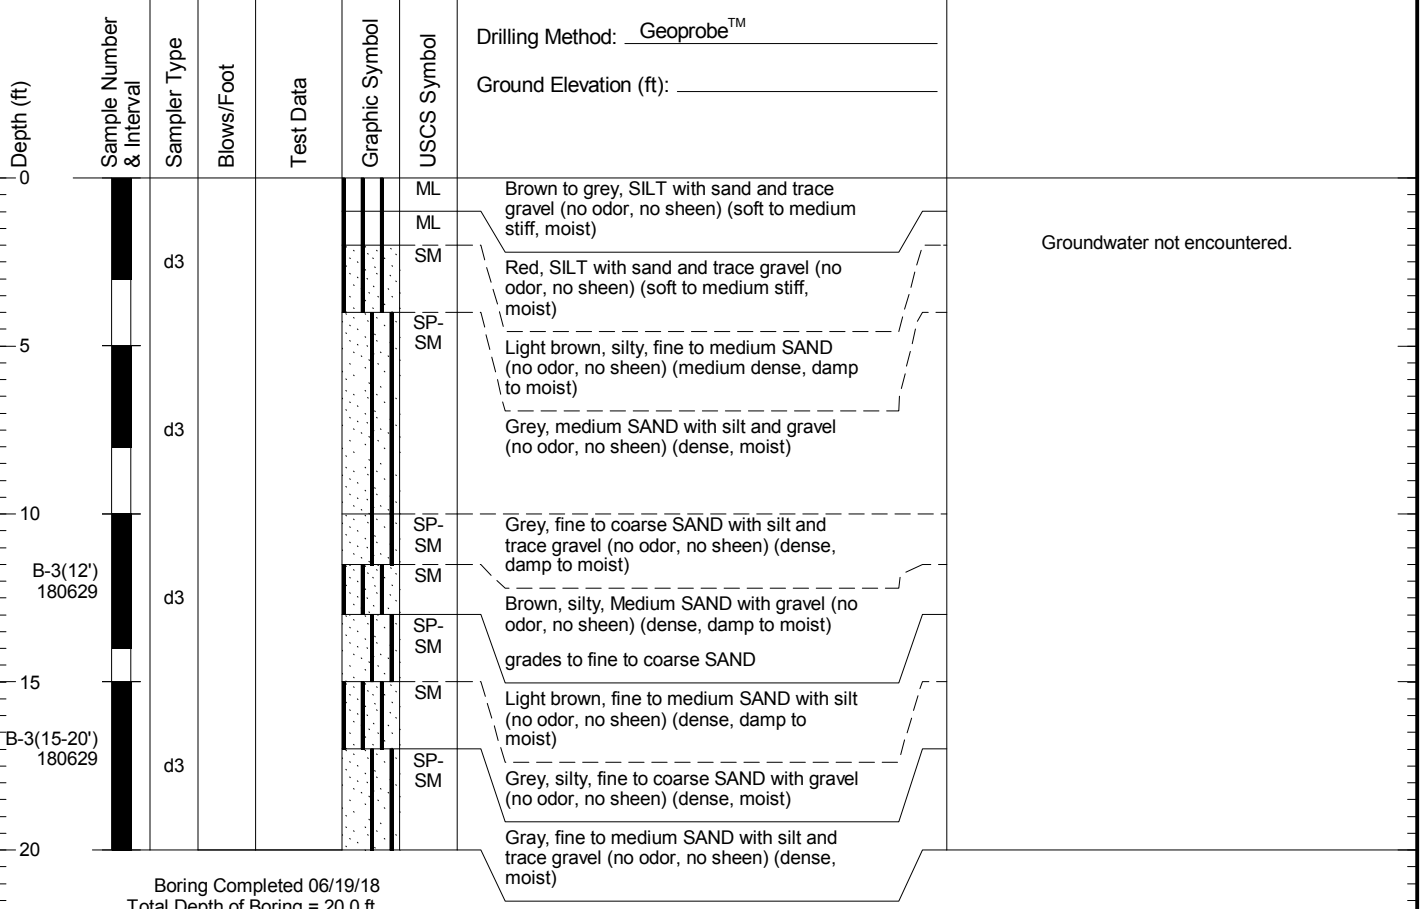 Depth (ft)
Sample Number
& Interval
Sampler Type
Blows/Foot
Test Data
Graphic Symbol
USCS Symbol
Drilling Method: Geoprobe™
Ground Elevation (ft):
0
ML
Brown to grey, SILT with sand and trace
gravel (no odor, no sheen) (soft to medium
stiff, moist)
ML
Groundwater not encountered.
d3
SM
Red, SILT with sand and trace gravel (no
odor, no sheen) (soft to medium stiff,
moist)
SP-
SM
5
Light brown, silty, fine to medium SAND
(no odor, no sheen) (medium dense, damp
to moist)
d3
Grey, medium SAND with silt and gravel
(no odor, no sheen) (dense, moist)
10
SP-
SM
Grey, fine to coarse SAND with silt and
trace gravel (no odor, no sheen) (dense,
damp to moist)
B-3(12')
180629
d3
SM
Brown, silty, Medium SAND with gravel (no
odor, no sheen) (dense, damp to moist)
SP-
SM
grades to fine to coarse SAND
15
SM
Light brown, fine to medium SAND with silt
(no odor, no sheen) (dense, damp to
moist)
B-3(15-20')
180629
d3
SP-
SM
Grey, silty, fine to coarse SAND with gravel
(no odor, no sheen) (dense, moist)
20
Gray, fine to medium SAND with silt and
trace gravel (no odor, no sheen) (dense,
moist)
Boring Completed 06/19/18
Total Depth of Boring = 20.0 ft.